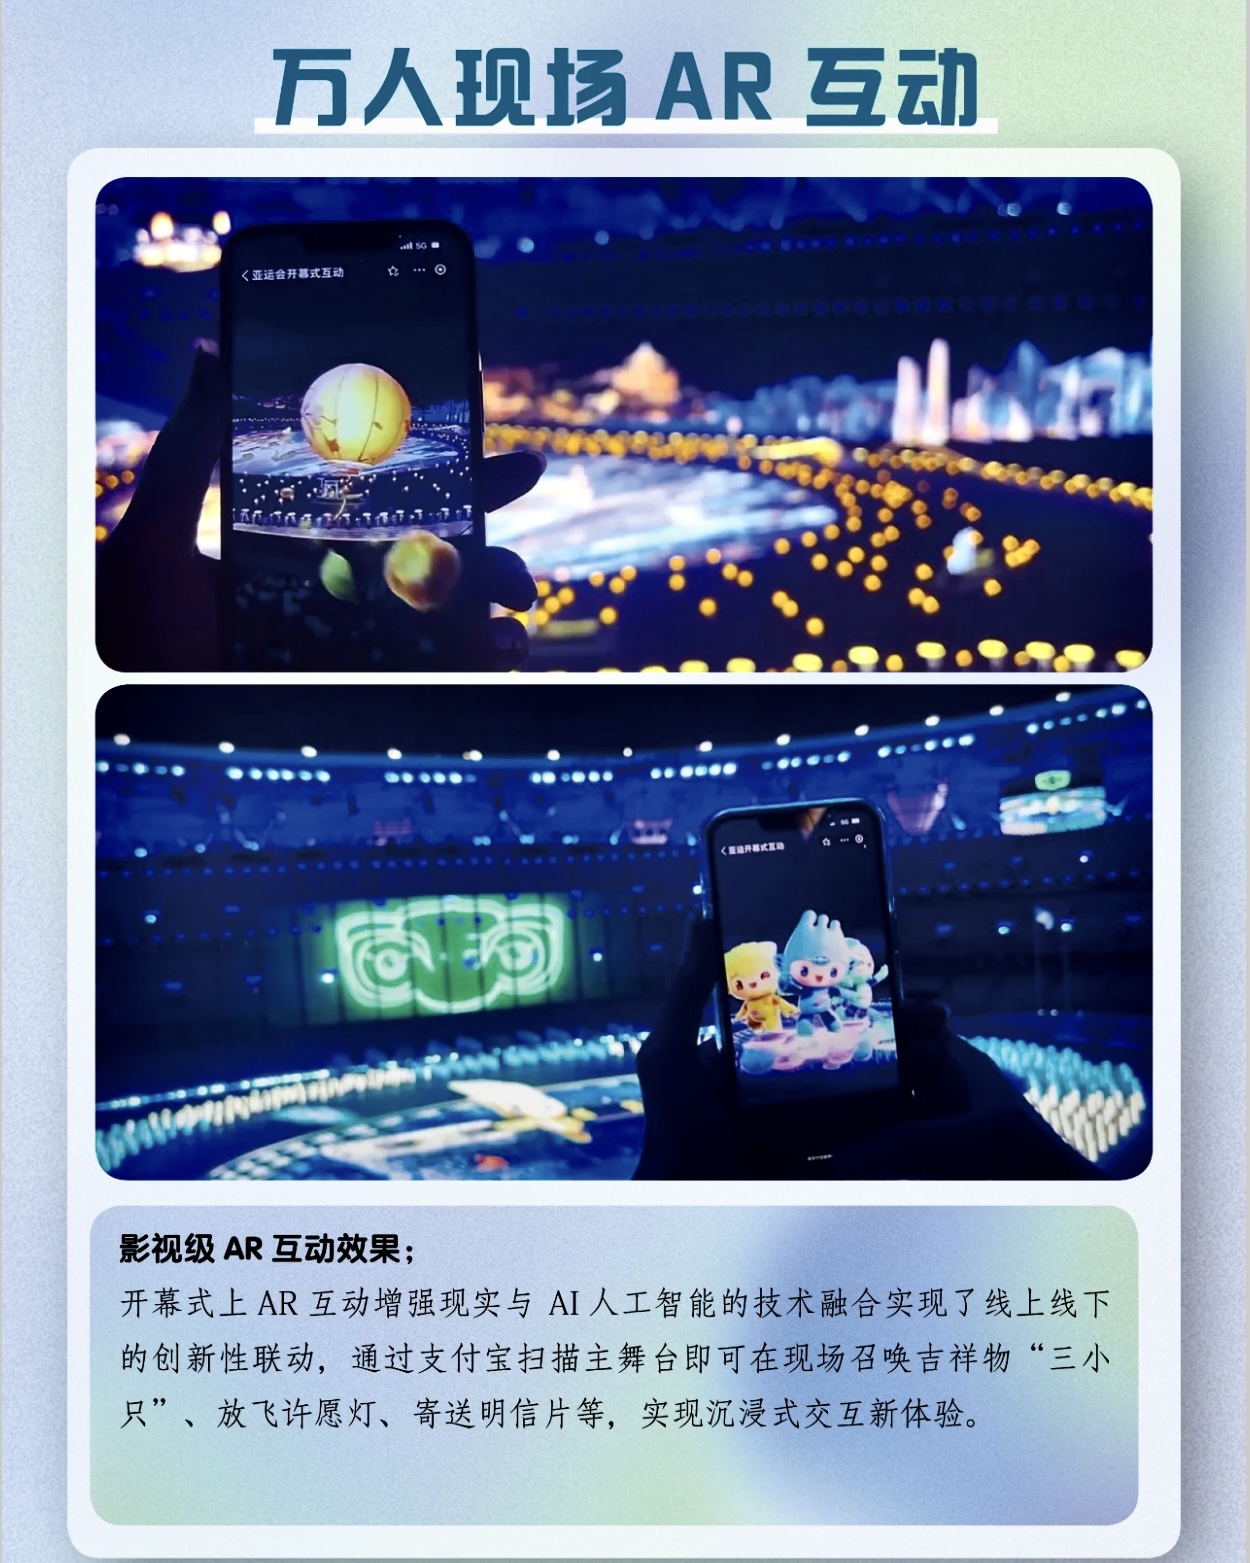 万人现场 AR 互动
5G
亚运会开幕式互动
5G
亚运开幕式互动
影视级 AR 互动效果；
开幕式上 AR 互动增强现实与 AI 人工智能的技术融合实现了线上线下
的创新性联动，通过支付宝扫描主舞台即可在现场召唤吉祥物“三小
只”、放飞许愿灯、寄送明信片等，实现沉浸式交互新体验。